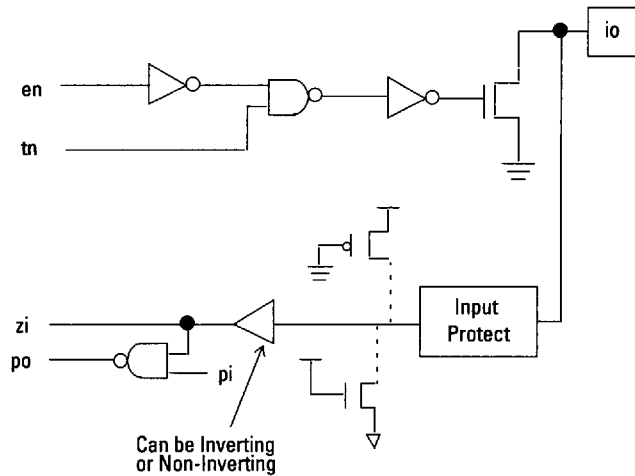 io
en
tn
Input
Protect
zi
po
pi
Can be Inverting
or Non-Inverting